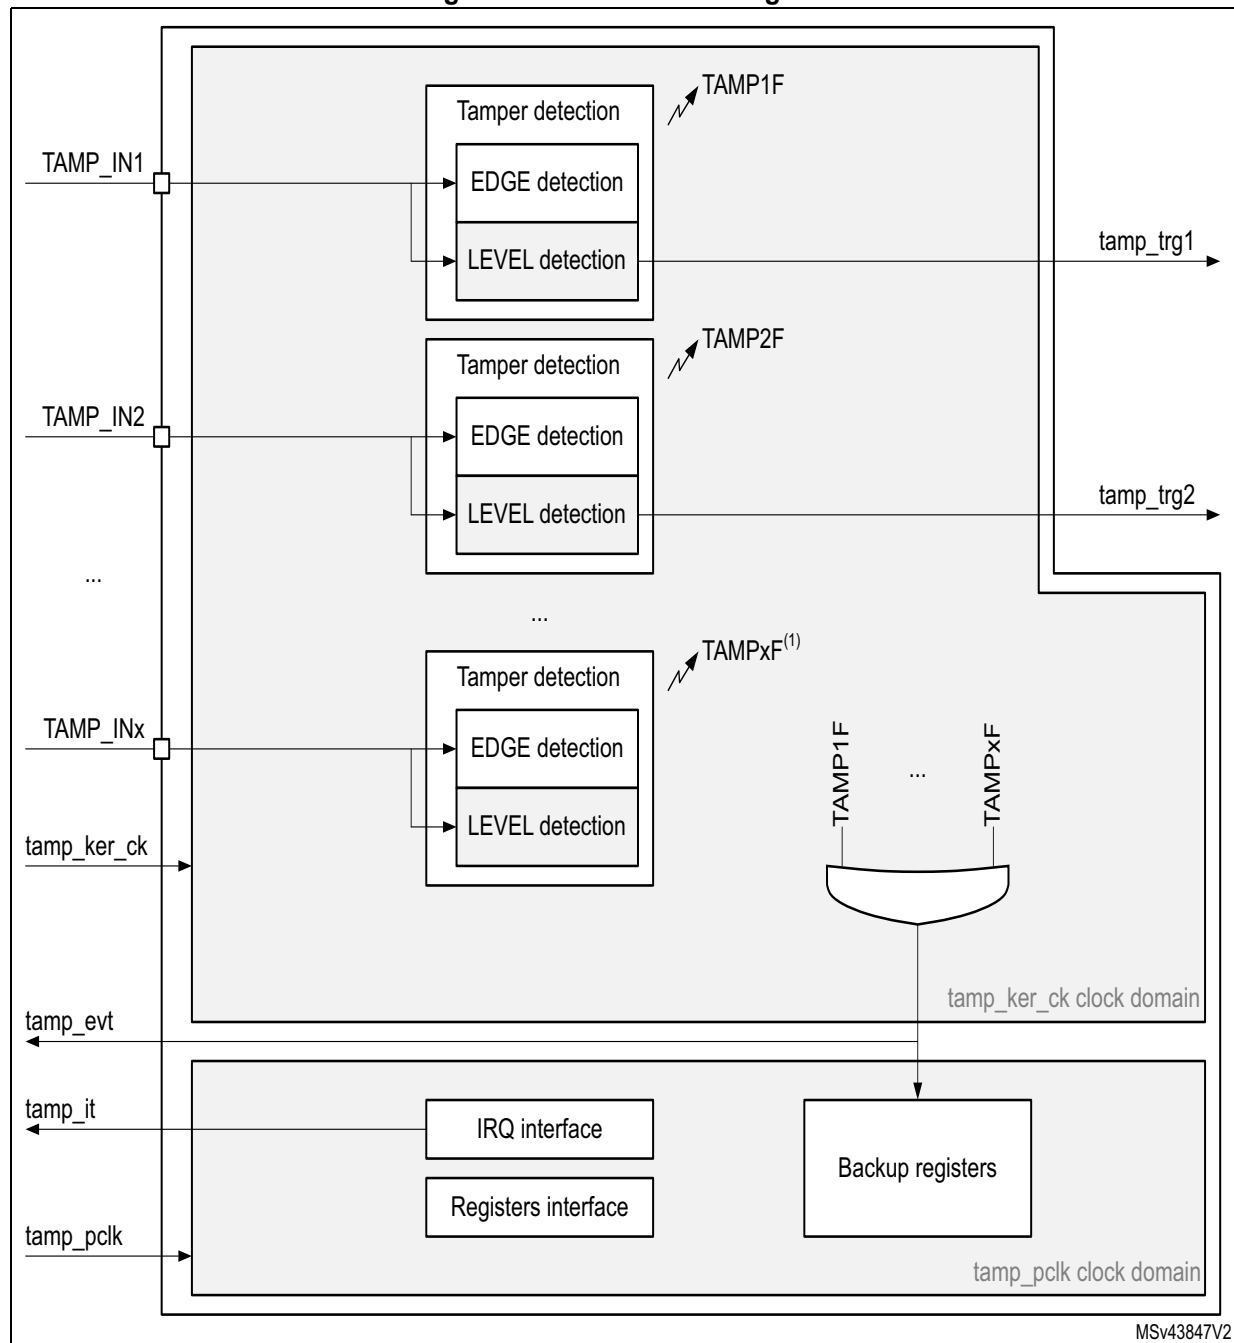 TAMP1F
Tamper detection
TAMP_IN1
EDGE detection
LEVEL detection
tamp_trg1
TAMP2F
Tamper detection
TAMP_IN2
EDGE detection
LEVEL detection
tamp_trg2
...
...
TAMPxF(1)
Tamper detection
TAMP_INx
EDGE detection
LEVEL detection
TAMP1F
...
TAMPxF
tamp_ker_ck
tamp_ker_ck clock domain
tamp_evt
tamp_it
IRQ interface
Backup registers
Registers interface
tamp_pclk
tamp_pclk clock domain
MSv43847V2